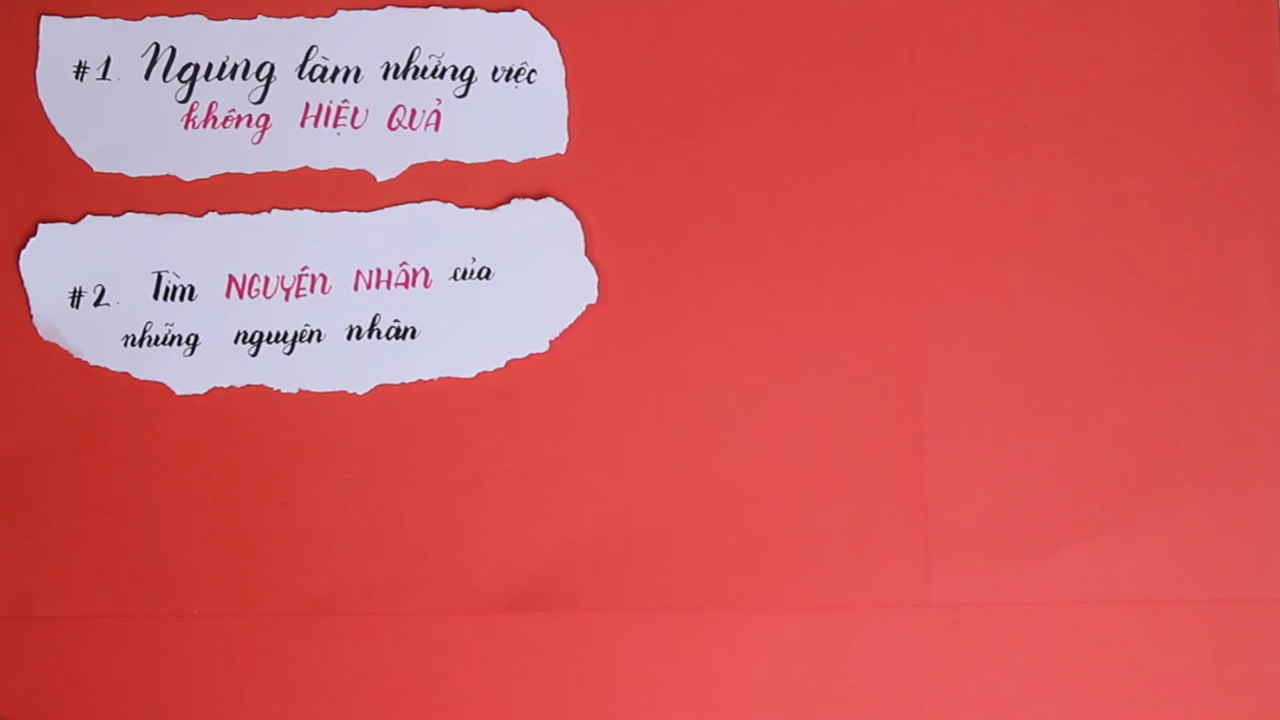 #1. Ngưng làm những việc
không HIỆU QUẢ
#2. Tìm NGUYÊN NHÂN của
những nguyên nhân